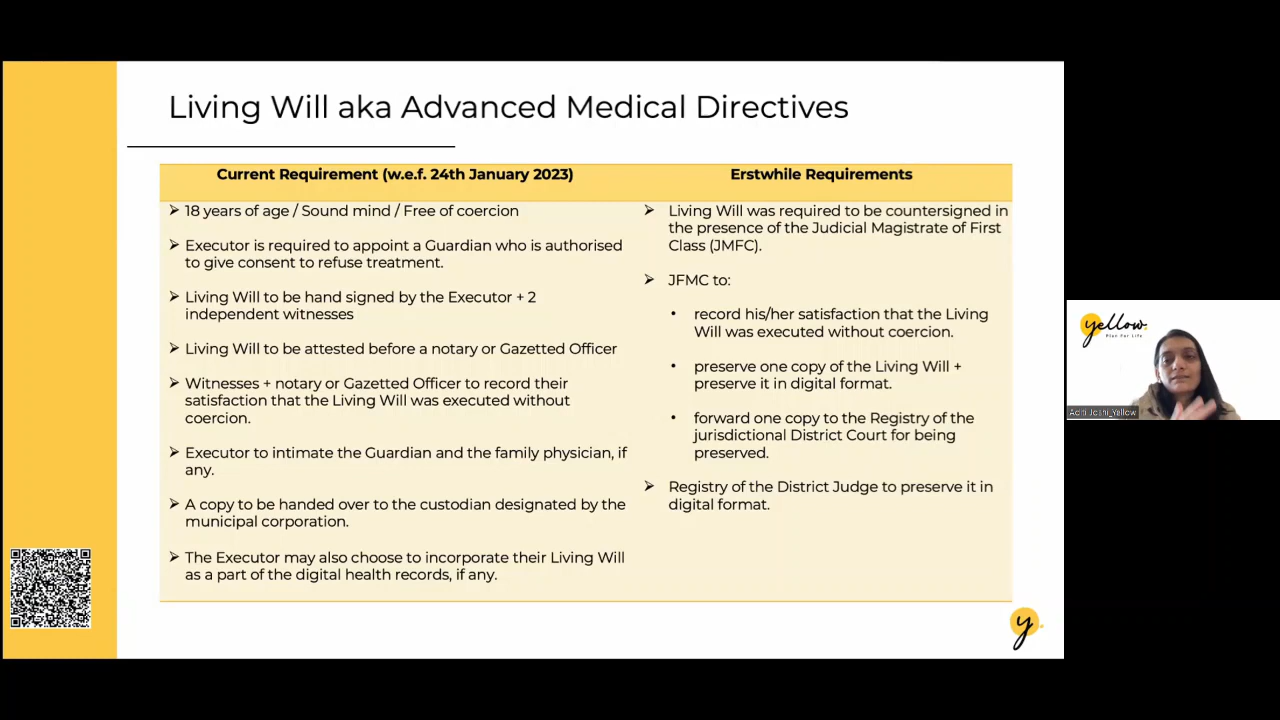 Living Will aka Advanced Medical Directives
Current Requirement (w.e.f. 24th January 2023)
➢ 18 years of age / Sound mind / Free of coercion
➢ Executor is required to appoint a Guardian who is authorised
to give consent to refuse treatment.
➢ Living Will to be hand signed by the Executor + 2
independent witnesses
➢ Living Will to be attested before a notary or Gazetted Officer
➢ Witnesses + notary or Gazetted Officer to record their
satisfaction that the Living Will was executed without
coercion.
➢ Executor to intimate the Guardian and the family physician, if
any.
➢ A copy to be handed over to the custodian designated by the
municipal corporation.
➢ The Executor may also choose to incorporate their Living Will
as a part of the digital health records, if any.
Erstwhile Requirements
➢ Living Will was required to be countersigned in
the presence of the Judicial Magistrate of First
Class (JMFC).
➢ JFMC to:
• record his/her satisfaction that the Living
Will was executed without coercion.
• preserve one copy of the Living Will +
preserve it in digital format.
• forward one copy to the Registry of the
jurisdictional District Court for being
preserved.
➢ Registry of the District Judge to preserve it in
digital format.
y.
yellow.
Plan For Life
Aditi Joshi_Yellow